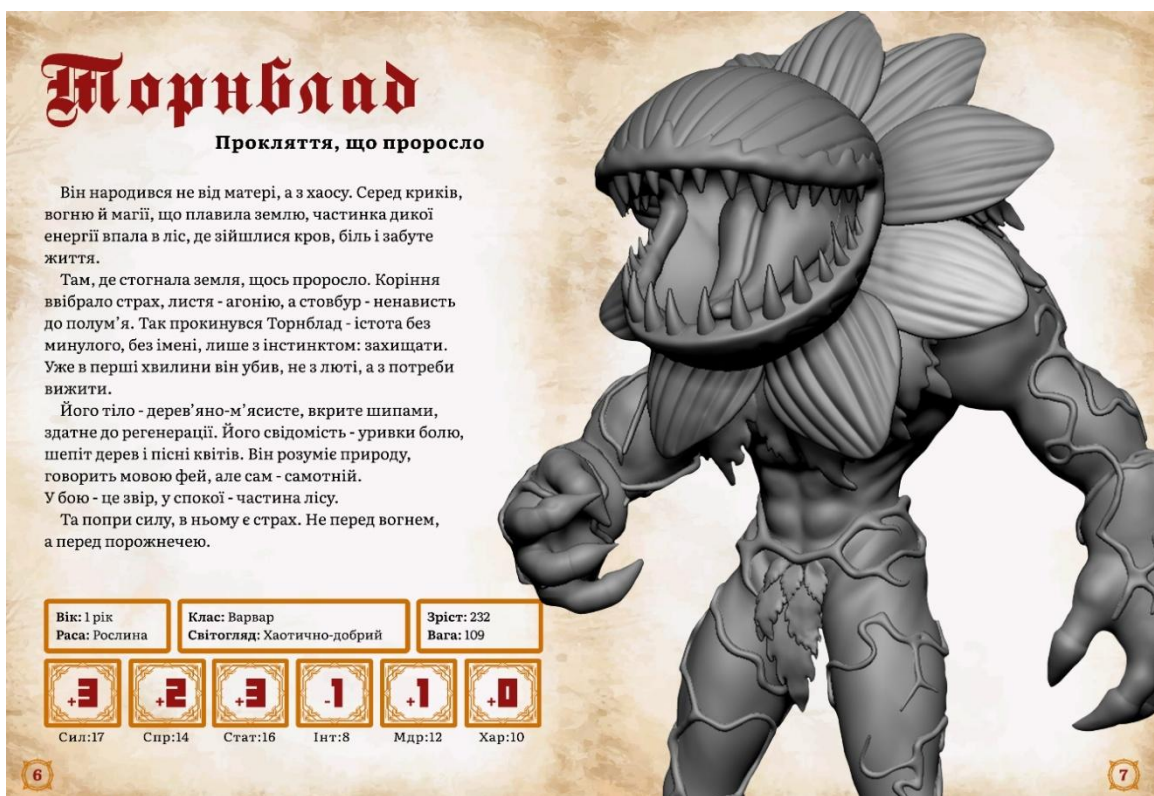 Торнблад
Прокляття, що проросло
Він народився не від матері, а з хаосу. Серед криків,
вогню й магії, що плавила землю, частинка дикої
енергії впала в ліс, де зійшлися кров, біль і забуте
життя.
Там, де стогнала земля, щось проросло. Коріння
ввібрало страх, листя - агонію, а стовбур - ненависть
до полум’я. Так прокинувся Торнблад - істота без
минулого, без імені, лише з інстинктом: захищати.
Уже в перші хвилини він убив, не з люті, а з потреби
вижити.
Його тіло - дерев’яно-м’ясисте, вкрите шипами,
здатне до регенерації. Його свідомість - уривки болю,
шепіт дерев і пісні квітів. Він розуміє природу,
говорить мовою фей, але сам - самотній.
У бою - це звір, у спокої - частина лісу.
Та попри силу, в ньому є страх. Не перед вогнем,
а перед порожнечею.
Вік: 1 рік
Раса: Рослина
Клас: Варвар
Світогляд: Хаотично-добрий
Зріст: 232
Вага: 109
+3 +2 +3 -1 +1 +0
Сил:17 Спр:14 Стат:16 Інт:8 Мдр:12 Хар:10
6
7